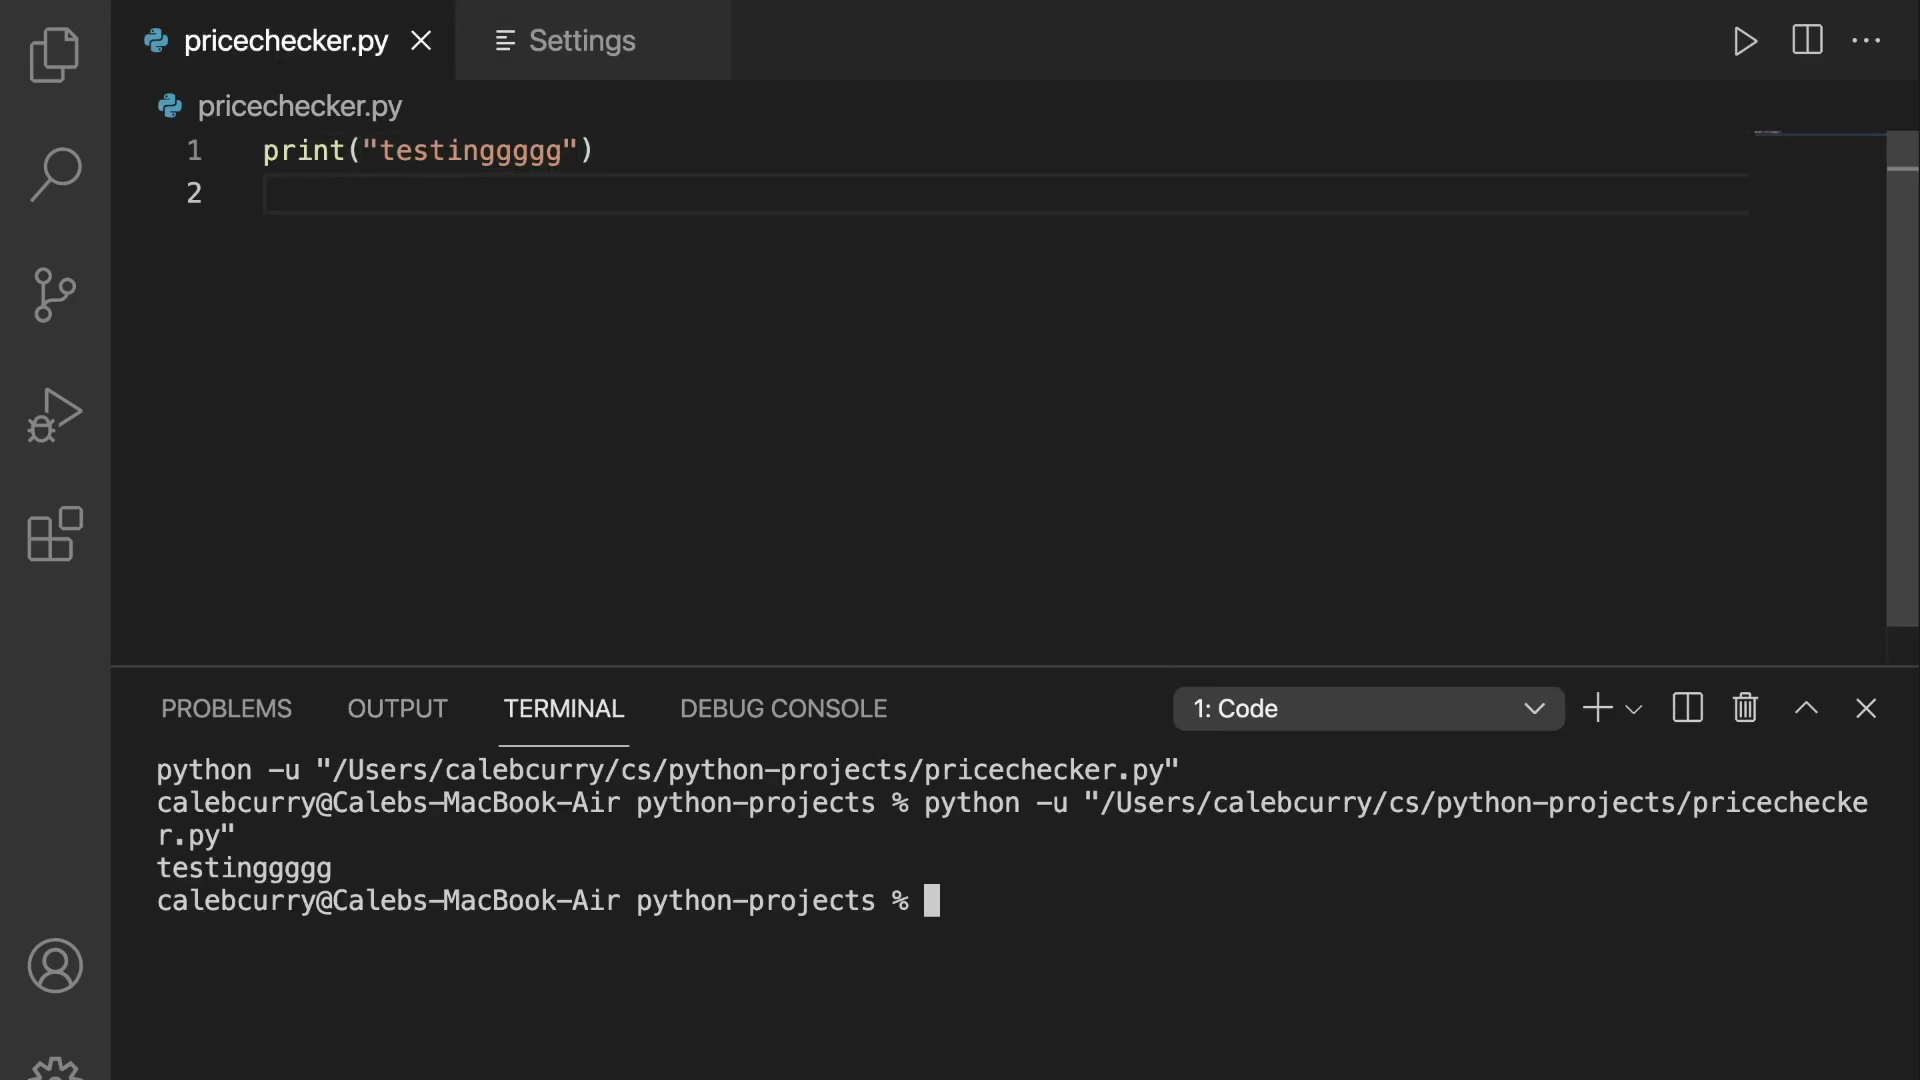 pricechecker.py
Settings
pricechecker.py
1 print("testinggggg")
2
PROBLEMS OUTPUT TERMINAL DEBUG CONSOLE 1: Code
python -u "/Users/calebcurry/cs/python-projects/pricechecker.py"
calebcurry@Calebs-MacBook-Air python-projects % python -u "/Users/calebcurry/cs/python-projects/pricechecke
r.py"
testinggggg
calebcurry@Calebs-MacBook-Air python-projects %